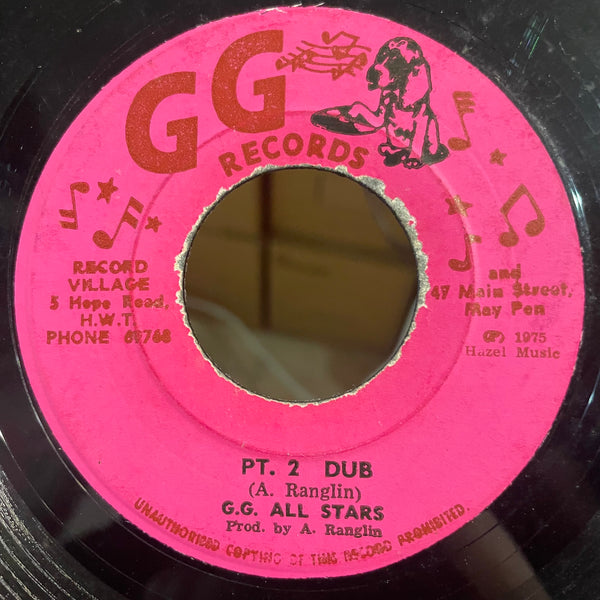 GG
RECORDS
RECORD
VILLAGE
5 Hope Road,
H.W.T.
PHONE 69768
and
47 Main Street,
May Pen
Ⓟ 1975
Hazel Music
PT. 2 DUB
(A. Ranglin)
G.G. ALL STARS
Prod. by A. Ranglin
UNAUTHORISED COPYING OF THIS RECORD PROHIBITED.